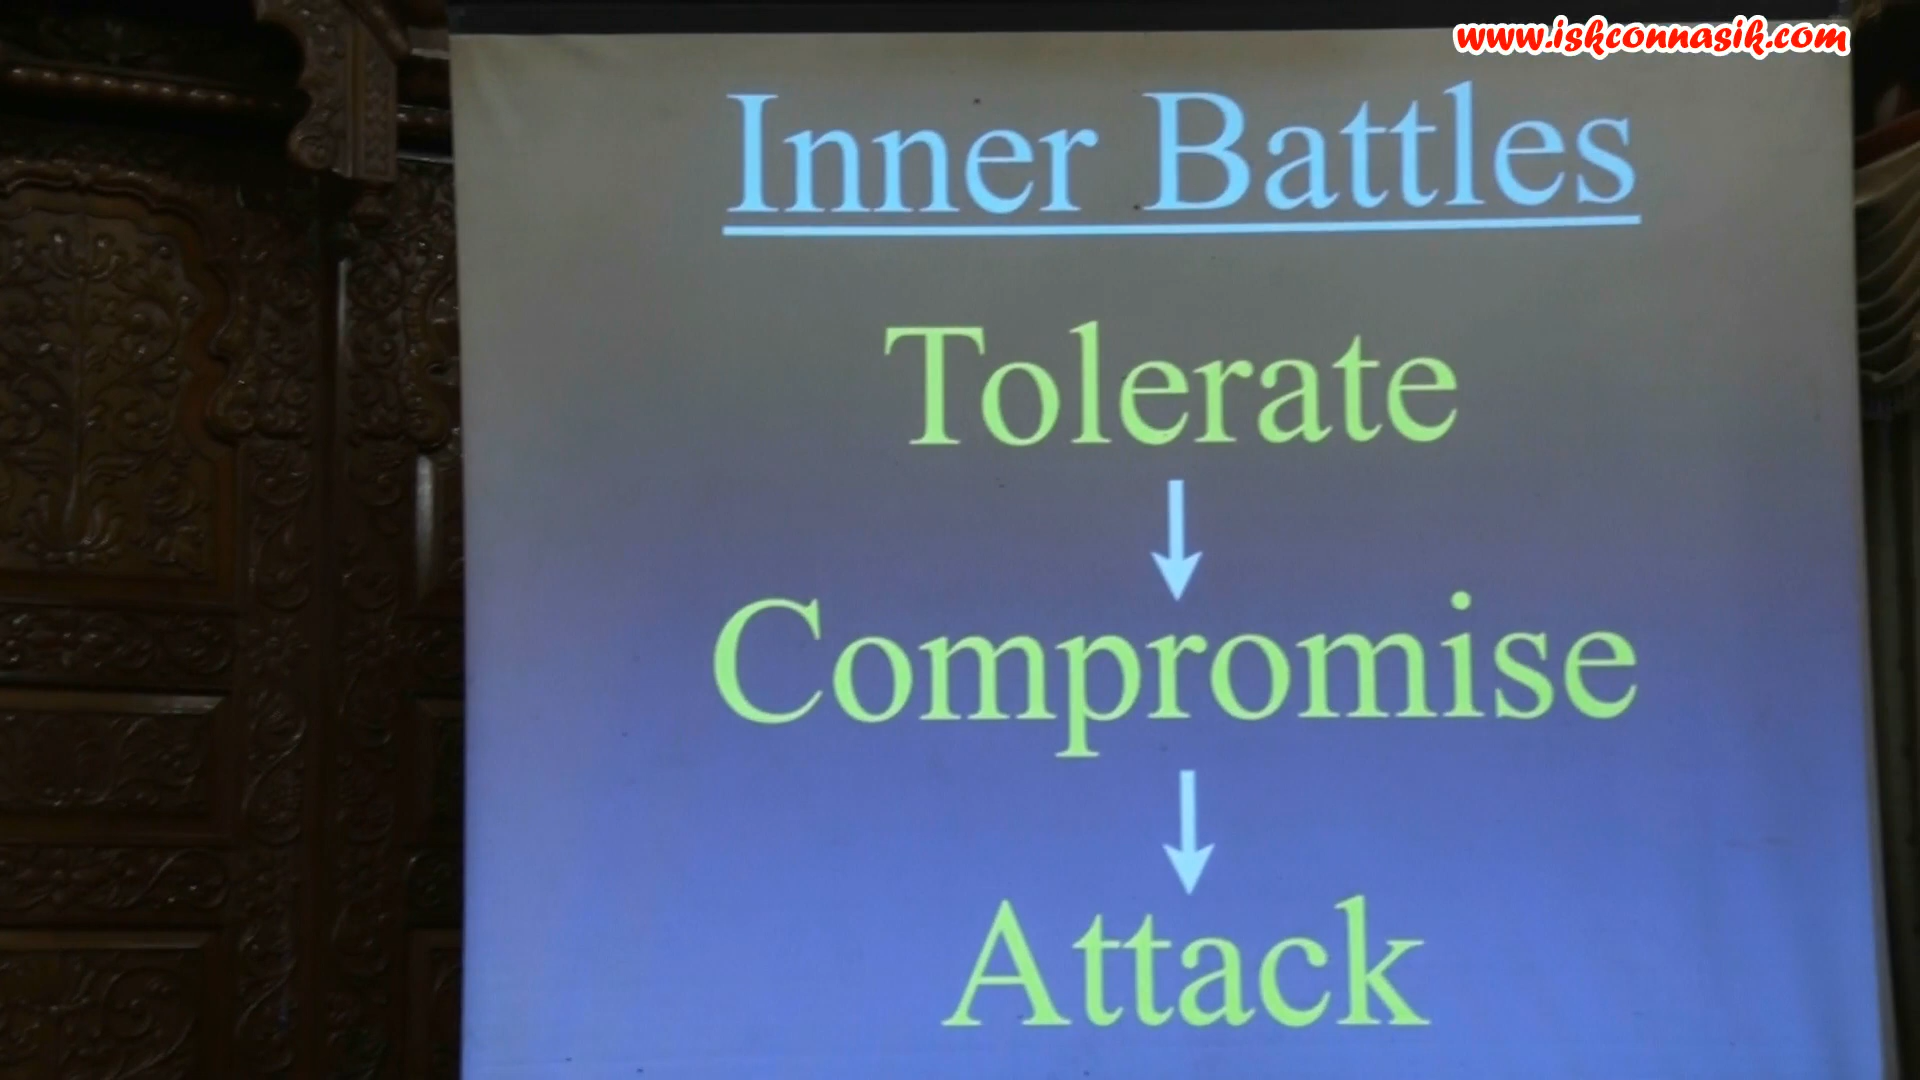 www.iskconnasik.com
Inner Battles
Tolerate
Compromise
Attack